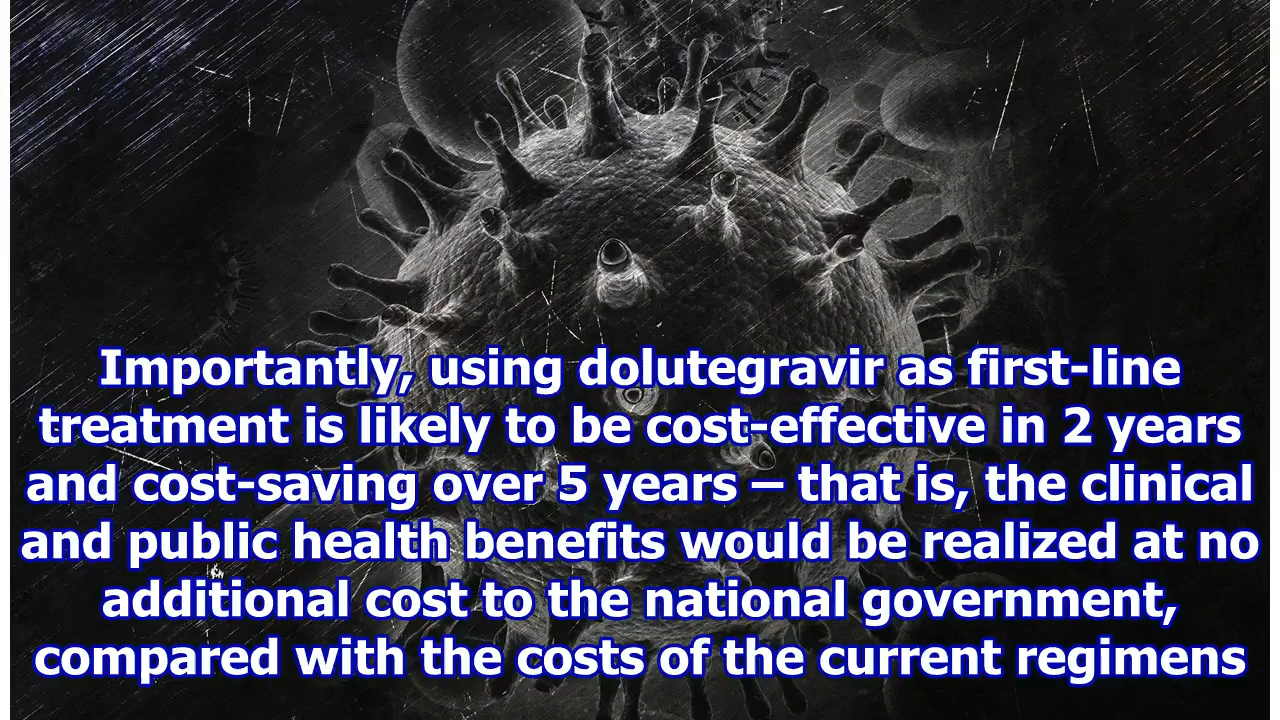 Importantly, using dolutegravir as first-line
treatment is likely to be cost-effective in 2 years
and cost-saving over 5 years – that is, the clinical
and public health benefits would be realized at no
additional cost to the national government,
compared with the costs of the current regimens